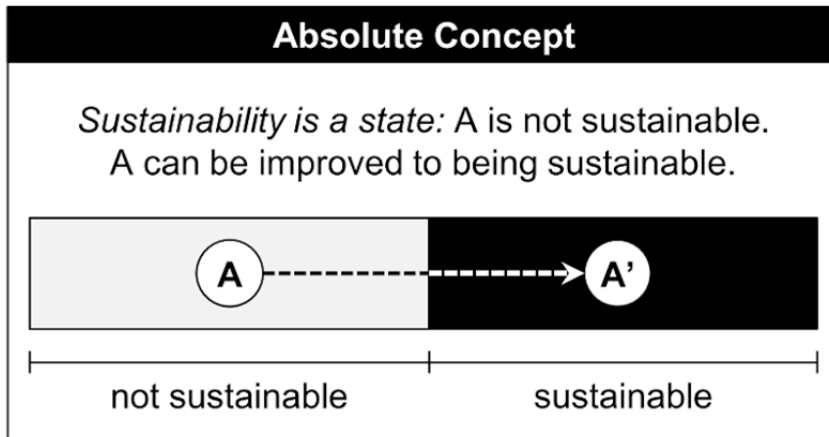 Absolute Concept
Sustainability is a state: A is not sustainable.
A can be improved to being sustainable.
A A’
not sustainable sustainable